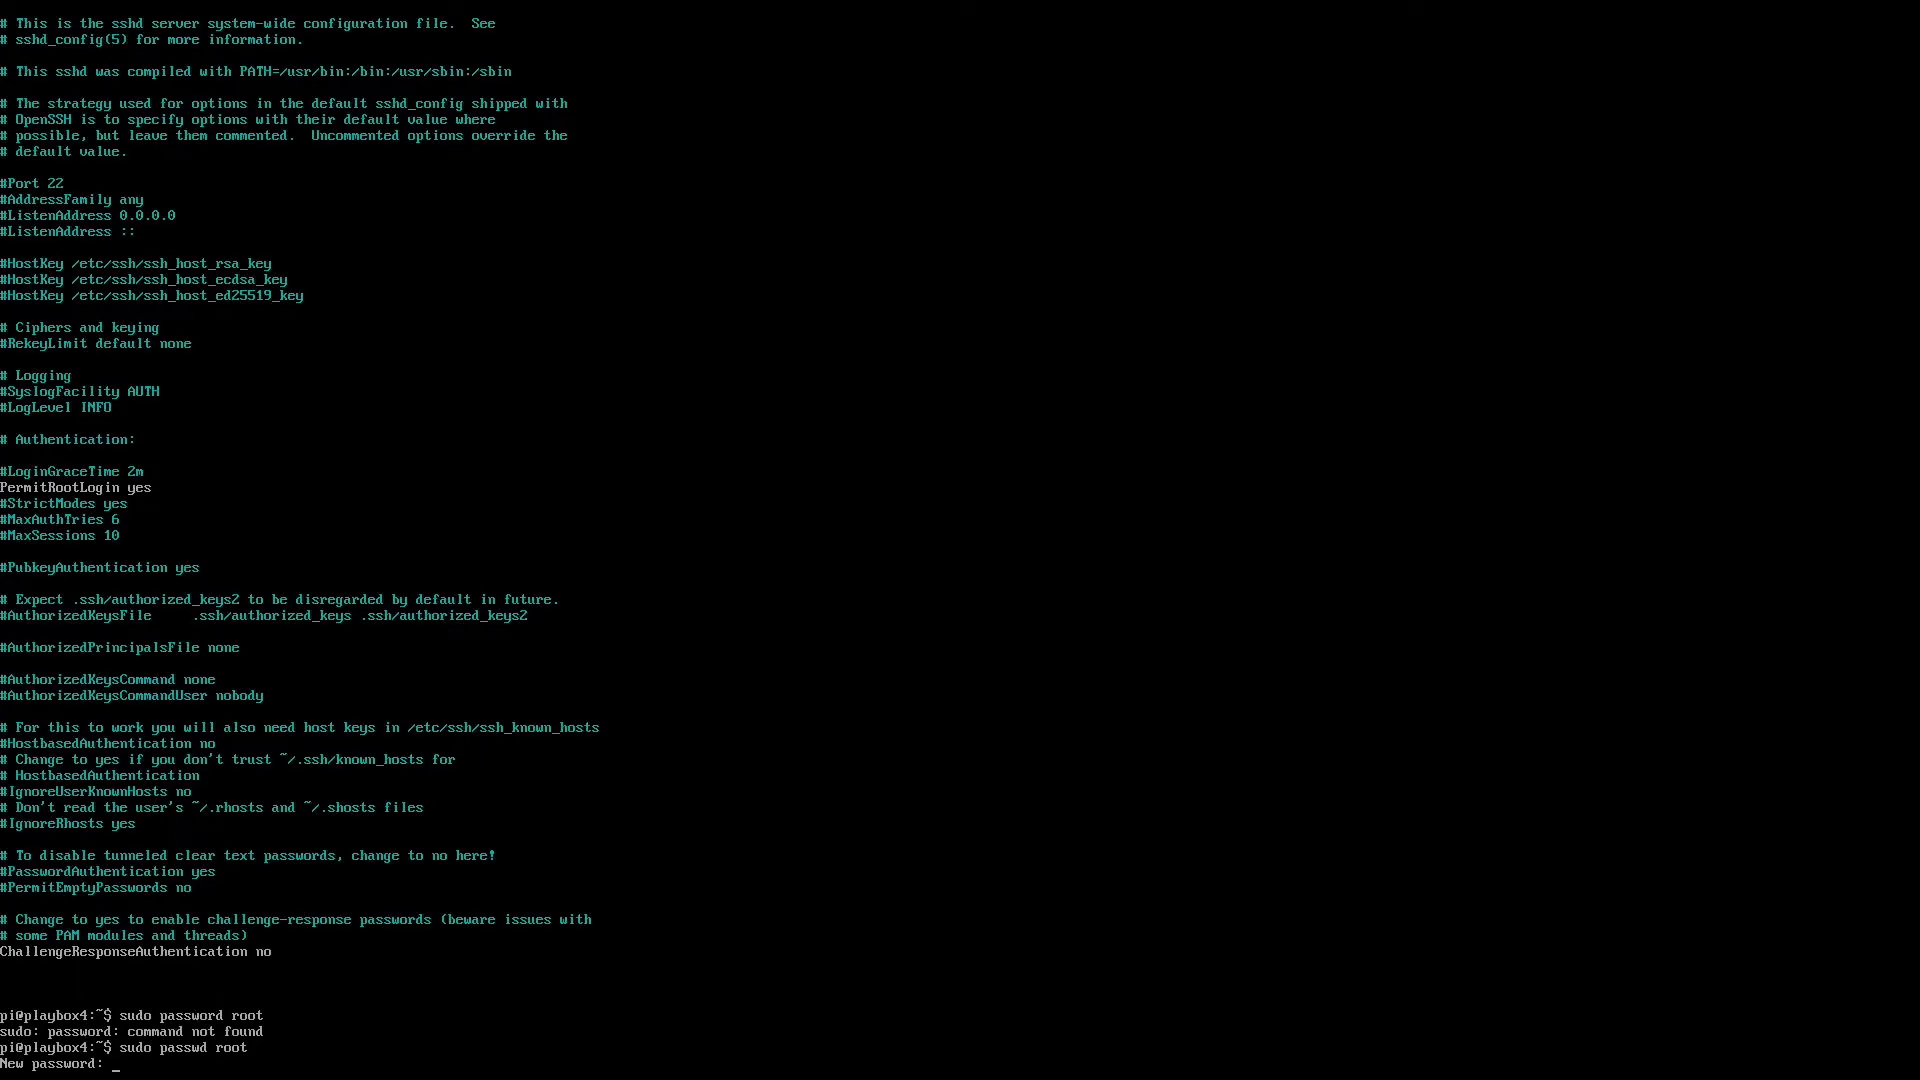 # This is the sshd server system-wide configuration file.  See
# sshd_config(5) for more information.
# This sshd was compiled with PATH=/usr/bin:/bin:/usr/sbin:/sbin
# The strategy used for options in the default sshd_config shipped with
# OpenSSH is to specify options with their default value where
# possible, but leave them commented.  Uncommented options override the
# default value.
#Port 22
#AddressFamily any
#ListenAddress 0.0.0.0
#ListenAddress ::
#HostKey /etc/ssh/ssh_host_rsa_key
#HostKey /etc/ssh/ssh_host_ecdsa_key
#HostKey /etc/ssh/ssh_host_ed25519_key
# Ciphers and keying
#RekeyLimit default none
# Logging
#SyslogFacility AUTH
#LogLevel INFO
# Authentication:
#LoginGraceTime 2m
PermitRootLogin yes
#StrictModes yes
#MaxAuthTries 6
#MaxSessions 10
#PubkeyAuthentication yes
# Expect .ssh/authorized_keys2 to be disregarded by default in future.
#AuthorizedKeysFile     .ssh/authorized_keys .ssh/authorized_keys2
#AuthorizedPrincipalsFile none
#AuthorizedKeysCommand none
#AuthorizedKeysCommandUser nobody
# For this to work you will also need host keys in /etc/ssh/ssh_known_hosts
#HostbasedAuthentication no
# Change to yes if you don't trust ~/.ssh/known_hosts for
# HostbasedAuthentication
#IgnoreUserKnownHosts no
# Don't read the user's ~/.rhosts and ~/.shosts files
#IgnoreRhosts yes
# To disable tunneled clear text passwords, change to no here!
#PasswordAuthentication yes
#PermitEmptyPasswords no
# Change to yes to enable challenge-response passwords (beware issues with
# some PAM modules and threads)
ChallengeResponseAuthentication no
pi@playbox4:~$ sudo password root
sudo: password: command not found
pi@playbox4:~$ sudo passwd root
New password: _